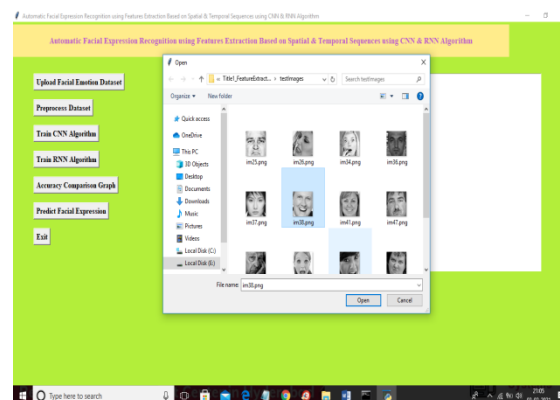 Automatic Facial Expression Recognition using Features Extraction Based on Spatial & Temporal Sequences using CNN & RNN Algorithm
Automatic Facial Expression Recognition using Features Extraction Based on Spatial & Temporal Sequences using CNN & RNN Algorithm
Upload Facial Emotion Dataset
Preprocess Dataset
Train CNN Algorithm
Train RNN Algorithm
Accuracy Comparison Graph
Predict Facial Expression
Exit
Open
« Title1_FeatureExtract... › testImages
Search testImages
Organize
New folder
Quick access
OneDrive
This PC
3D Objects
Desktop
Documents
Downloads
Music
Pictures
Videos
Local Disk (C:)
Local Disk (E:)
im25.png im26.png im34.png im36.png
im37.png im38.png im41.png im47.png
File name: im38.png
Open Cancel
Type here to search
21:05